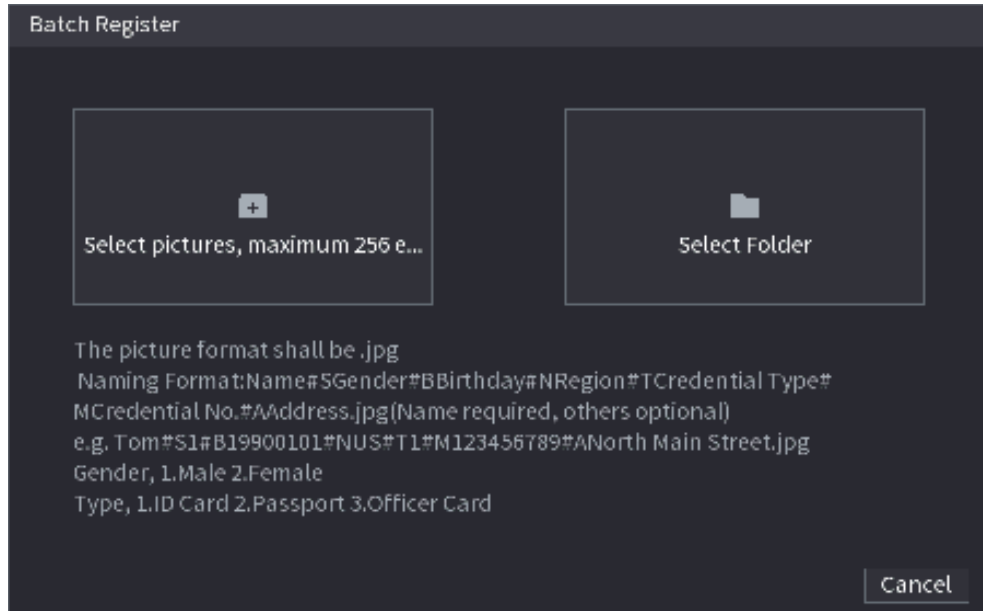 Batch Register
Select pictures, maximum 256 e...
Select Folder
The picture format shall be .jpg
Naming Format:Name#SGender#BBirthday#NRegion#TCredential Type#
MCredential No.#AAddress.jpg(Name required, others optional)
e.g. Tom#S1#B19900101#NUS#T1#M123456789#ANorth Main Street.jpg
Gender, 1.Male 2.Female
Type, 1.ID Card 2.Passport 3.Officer Card
Cancel